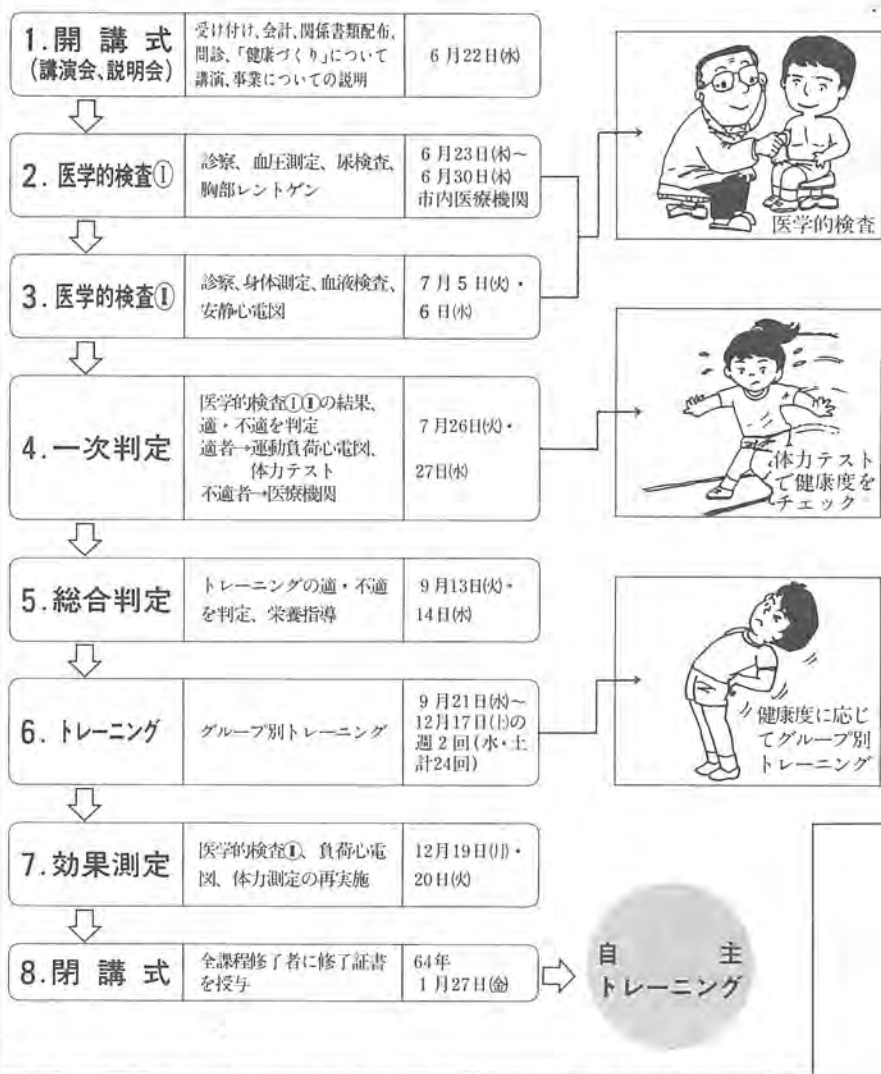 1.開講式
(講演会、説明会)
受け付け、会計、関係書類配布、
問診、「健康づくり」について
講演、事業についての説明
6月22日(水)
2.医学的検査Ⓘ
診察、血圧測定、尿検査、
胸部レントゲン
6月23日(木)～
6月30日(木)
市内医療機関
3.医学的検査Ⓘ
診察、身体測定、血液検査、
安静心電図
7月5日(火)・
6日(水)
4.一次判定
医学的検査の結果、
適・不適を判定
適者→運動負荷心電図、
体力テスト
不適者→医療機関
7月26日(火)・
27日(水)
5.総合判定
トレーニングの適・不適
を判定、栄養指導
9月13日(火)・
14日(水)
6.トレーニング
グループ別トレーニング
9月21日(水)～
12月17日(土)の
週2回(水・土
計24回)
7.効果測定
医学的検査、負荷心電
図、体力測定の再実施
12月19日(月)・
20日(火)
8.閉講式
全課程修了者に修了証書
を授与
64年
1月27日(金)
自主
トレーニング
医学的検査
体力テスト
で健康度を
チェック
健康度に応じ
てグループ別
トレーニング